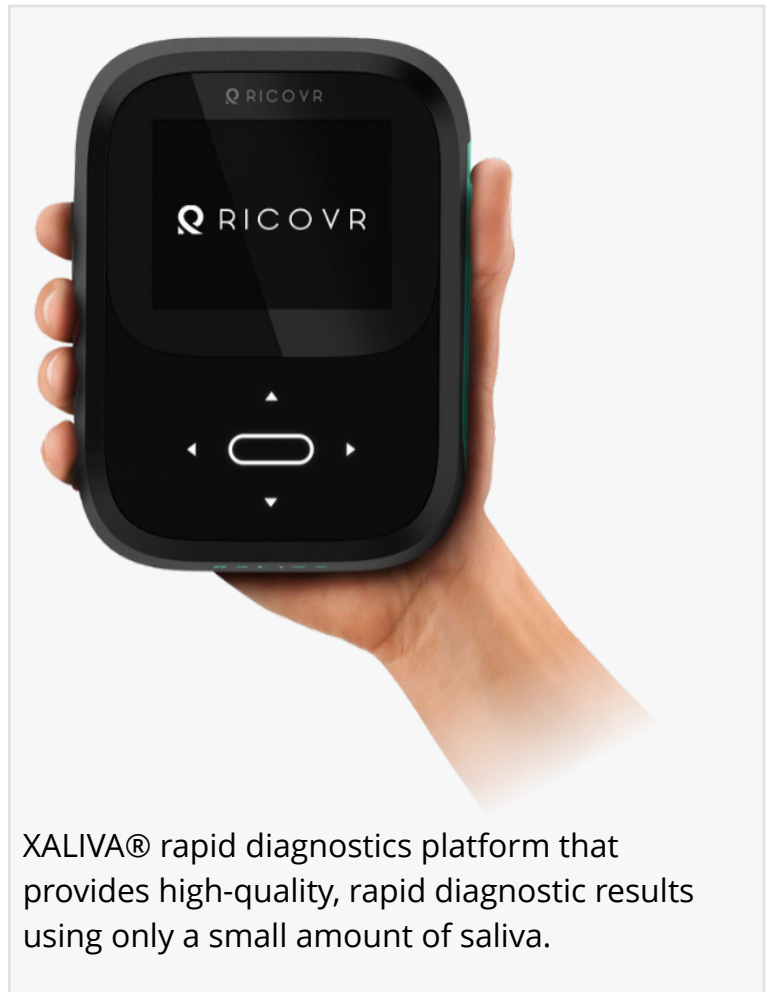 RICOVR
RICOVR
XALIVA® rapid diagnostics platform that
provides high-quality, rapid diagnostic results
using only a small amount of saliva.